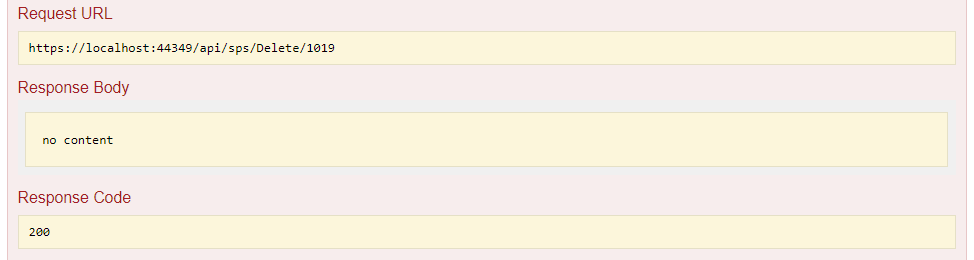 Request URL
https://localhost:44349/api/sps/Delete/1019
Response Body
no content
Response Code
200